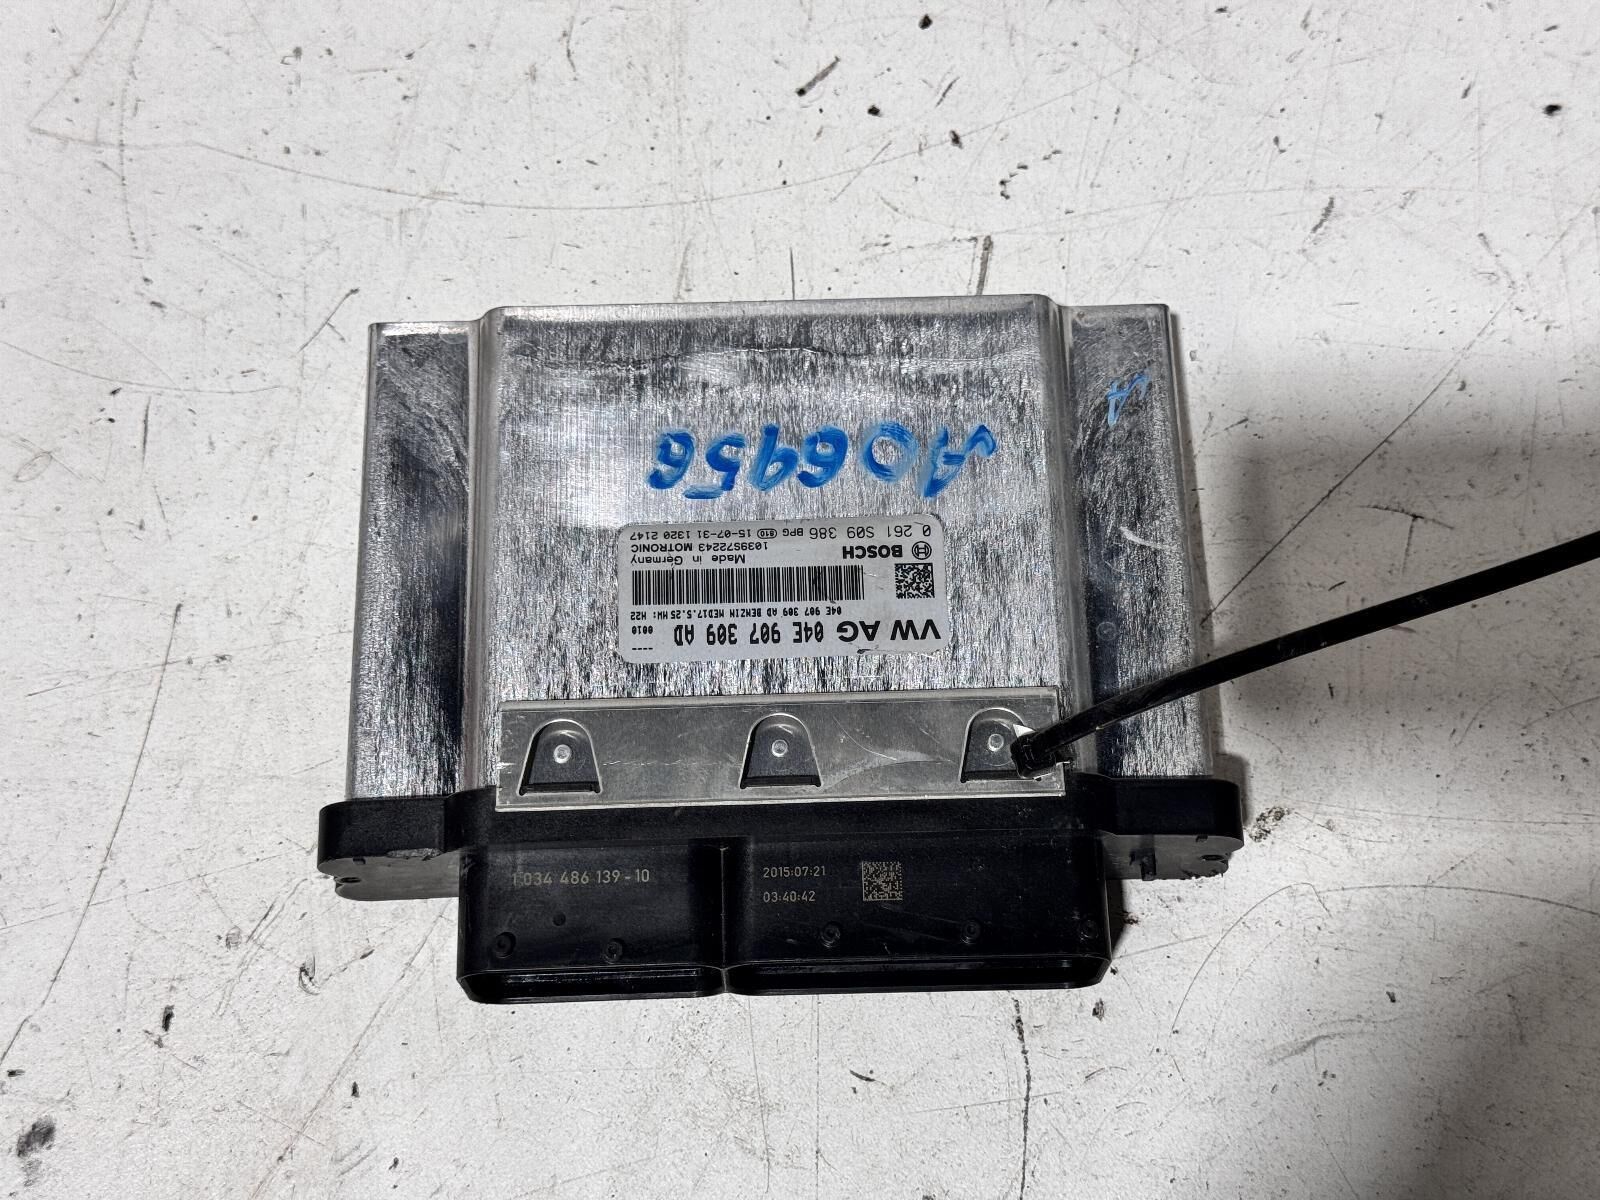 A06956
0 261 S09 386 BPG 810 15-07-31 1320 2147
BOSCH
1039S72243 MOTRONIC
Made in Germany
04E 907 309 AD BENZIN MED17.5.25 HW: H22
VW AG 04E 907 309 AD
0010
----
1 034 486 139-10
2015:07:21
03:40:42